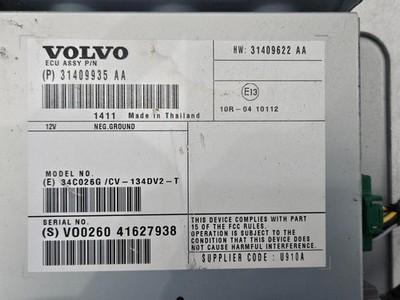 VOLVO
ECU ASSY P/N
(P) 31409935 AA
1411 Made in Thailand
HW: 31409622 AA
E13
10R-04 10112
12V NEG.GROUND
MODEL NO.
(E) 34C026G /CV-134DV2-T
SERIAL NO.
(S) VO0260 41627938
THIS DEVICE COMPLIES WITH PART
15 OF THE FCC RULES.
OPERATION IS SUBJECT TO THE
CONDITION THAT THIS DEVICE DOES
NOT CAUSE HARMFUL INTERFERENCE.
SUPPLIER CODE : U910A